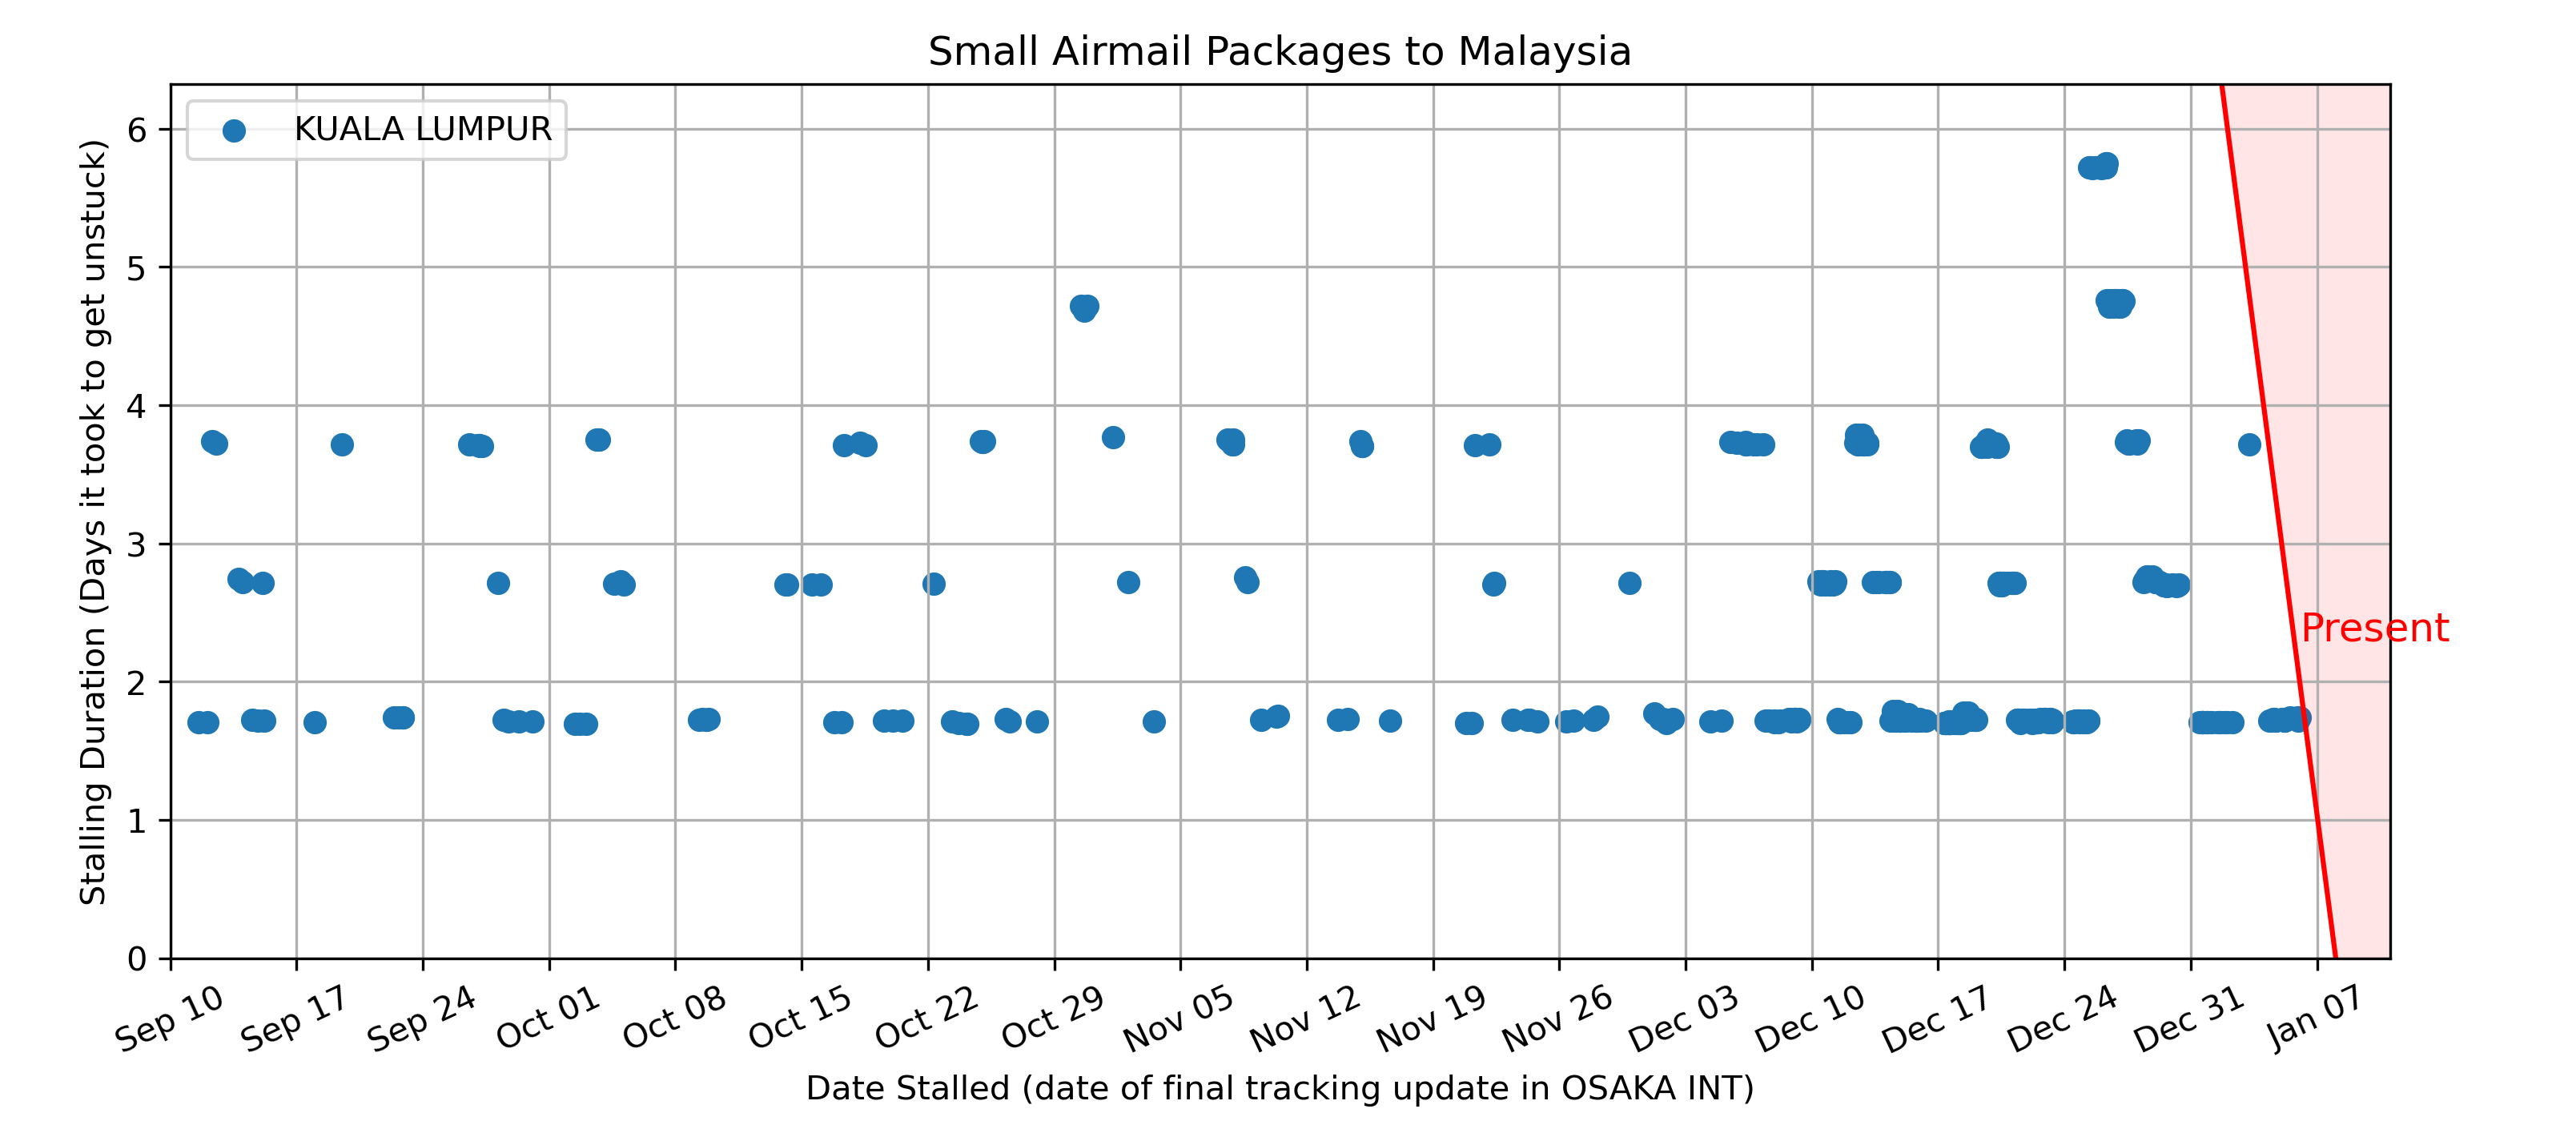 Small Airmail Packages to Malaysia
KUALA LUMPUR
Stalling Duration (Days it took to get unstuck)
6
5
4
3
2
1
0
Present
Sep 10
Sep 17
Sep 24
Oct 01
Oct 08
Oct 15
Oct 22
Oct 29
Nov 05
Nov 12
Nov 19
Nov 26
Dec 03
Dec 10
Dec 17
Dec 24
Dec 31
Jan 07
Date Stalled (date of final tracking update in OSAKA INT)